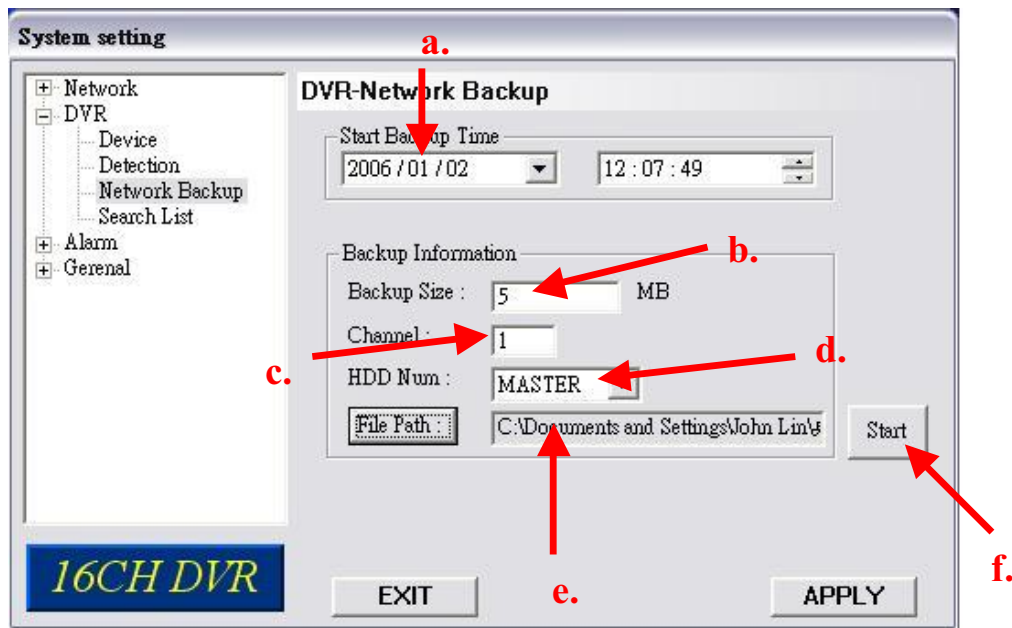 System setting
a.
Network
DVR
Device
Detection
Network Backup
Search List
Alarm
Gerenal
DVR-Network Backup
Start Backup Time
2006 / 01 / 02
12 : 07 : 49
Backup Information
b.
Backup Size :
5
MB
Channel :
1
c.
d.
HDD Num :
MASTER
File Path :
C:\Documents and Settings\John Lin\
Start
f.
16CH DVR
EXIT
e.
APPLY